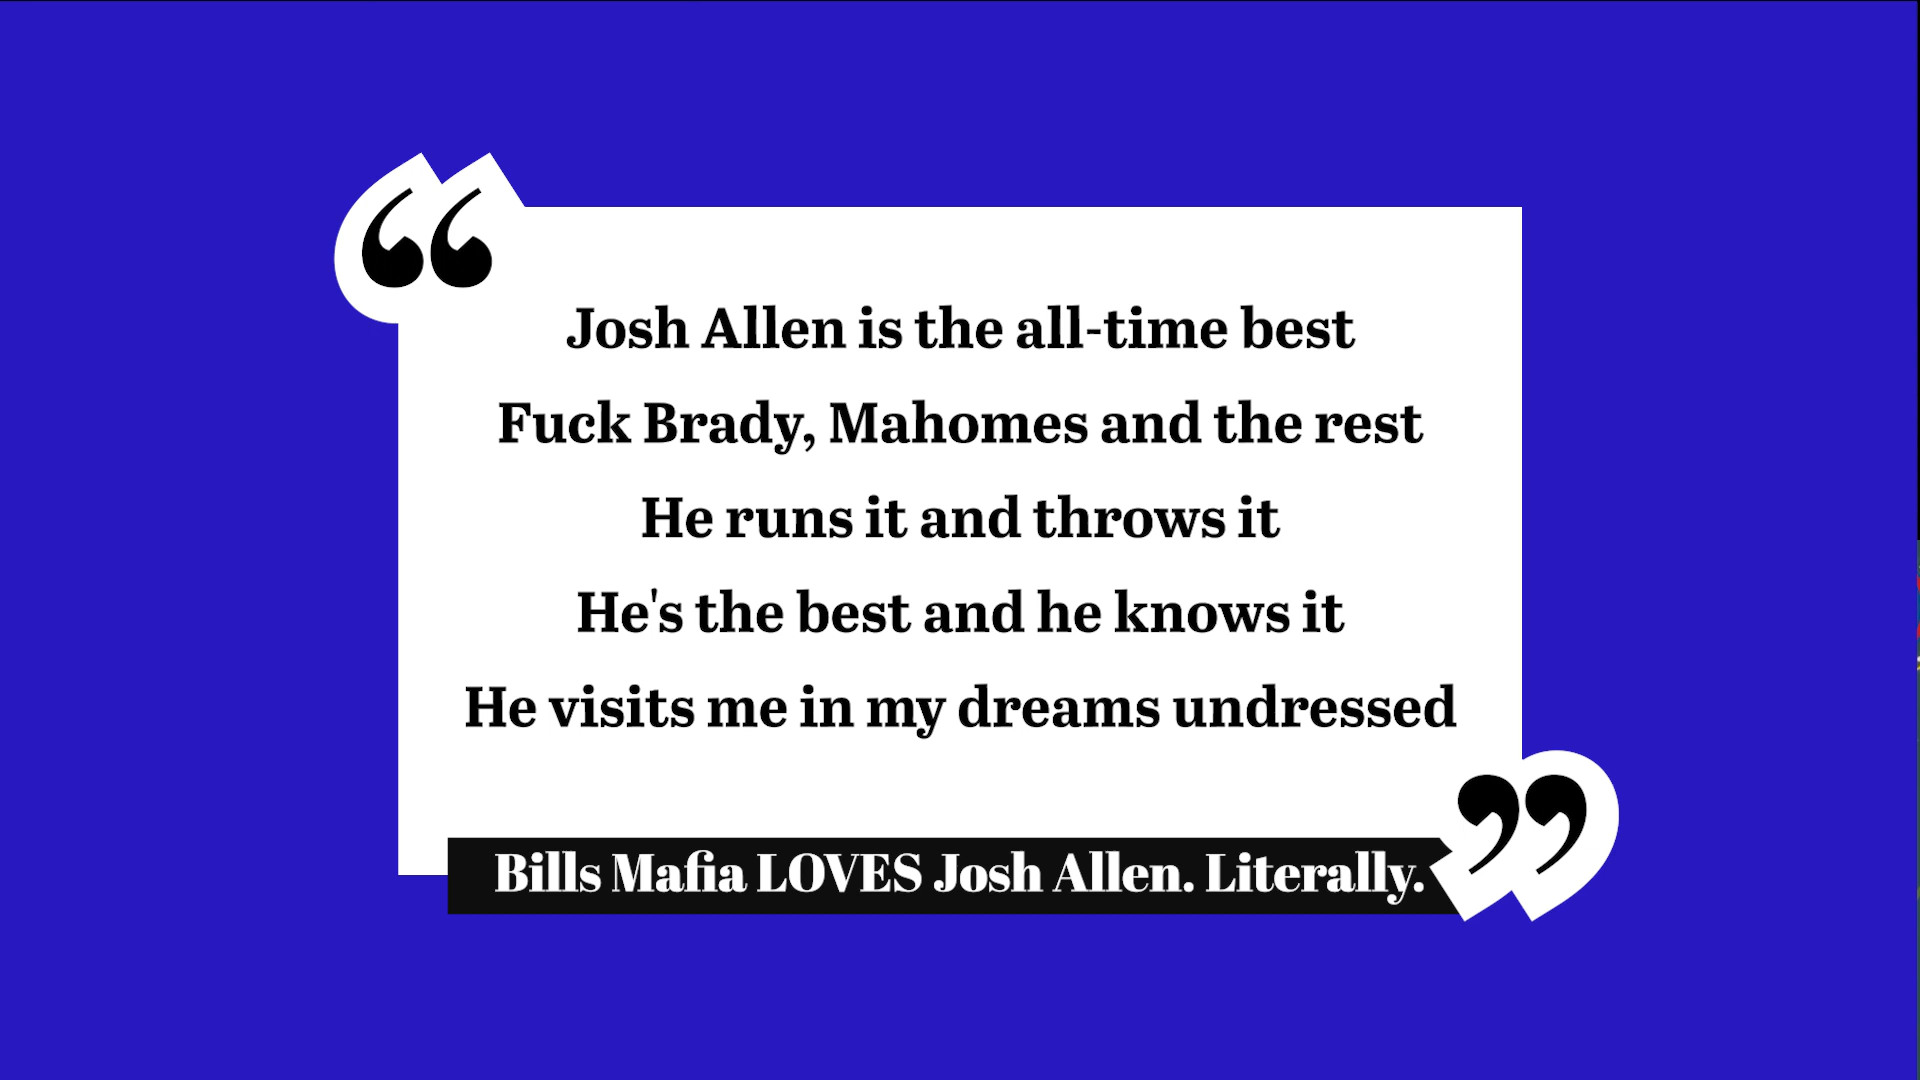 “
Josh Allen is the all-time best
Fuck Brady, Mahomes and the rest
He runs it and throws it
He's the best and he knows it
He visits me in my dreams undressed
”
Bills Mafia LOVES Josh Allen. Literally.